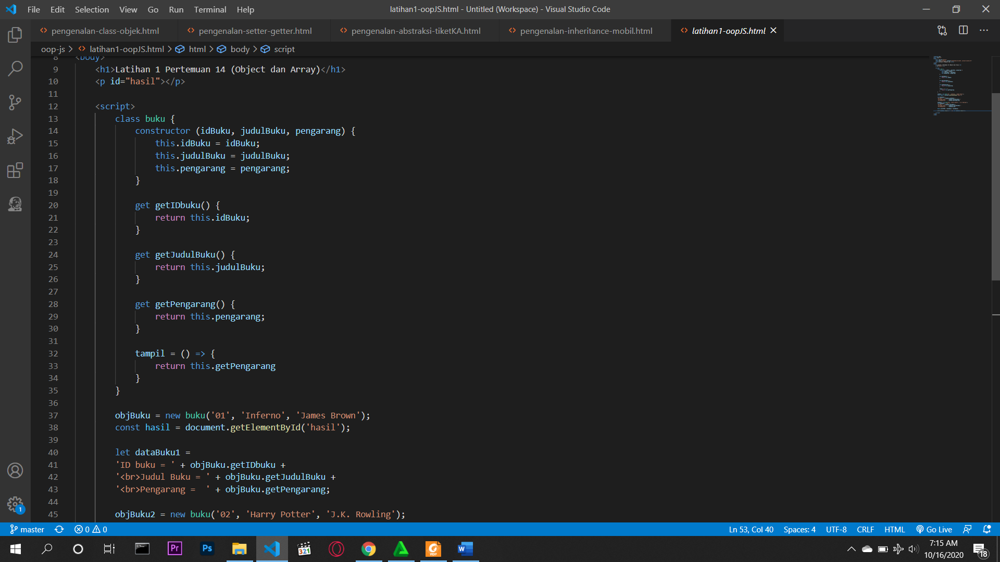 File Edit Selection View Go Run Terminal Help
latihan1-oopJS.html - Untitled (Workspace) - Visual Studio Code
pengenalan-class-objek.html
pengenalan-setter-getter.html
pengenalan-abstraksi-tiketKA.html
pengenalan-inheritance-mobil.html
latihan1-oopJS.html
oop-js > latihan1-oopJS.html > html > body > script
8 <body>
9 <h1>Latihan 1 Pertemuan 14 (Object dan Array)</h1>
10 <p id="hasil"></p>
11
12 <script>
13 class buku {
14 constructor (idBuku, judulBuku, pengarang) {
15 this.idBuku = idBuku;
16 this.judulBuku = judulBuku;
17 this.pengarang = pengarang;
18 }
19
20 get getIDbuku() {
21 return this.idBuku;
22 }
23
24 get getJudulBuku() {
25 return this.judulBuku;
26 }
27
28 get getPengarang() {
29 return this.pengarang;
30 }
31
32 tampil = () => {
33 return this.getPengarang
34 }
35 }
36
37 objBuku = new buku('01', 'Inferno', 'James Brown');
38 const hasil = document.getElementById('hasil');
39
40 let dataBuku1 =
41 'ID buku = ' + objBuku.getIDbuku +
42 '<br>Judul Buku = ' + objBuku.getJudulBuku +
43 '<br>Pengarang =  ' + objBuku.getPengarang;
44
45 objBuku2 = new buku('02', 'Harry Potter', 'J.K. Rowling');
1
master 0 0
Ln 53, Col 40 Spaces: 4 UTF-8 CRLF HTML Go Live
Pr Ps 321 PDF W
7:15 AM
10/16/2020
18